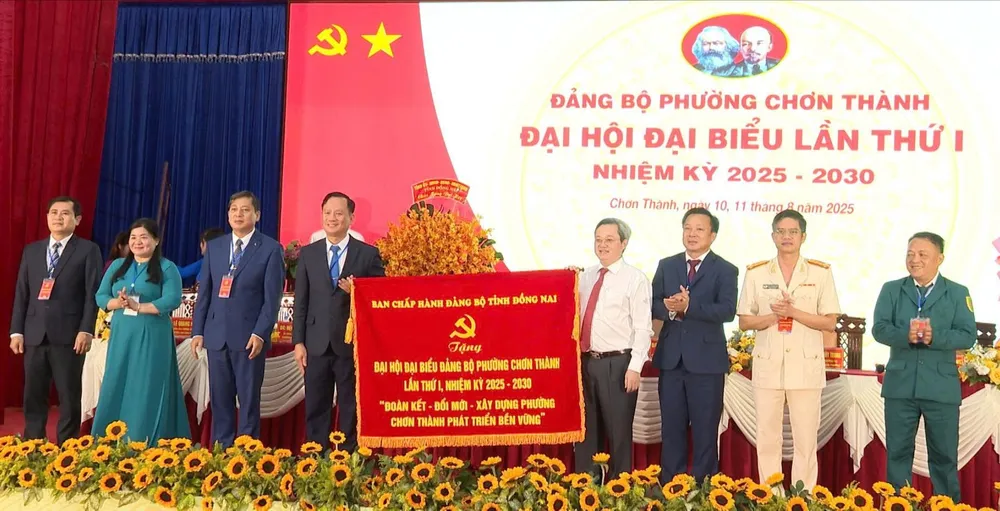 ĐẢNG BỘ PHƯỜNG CHƠN THÀNH
ĐẠI HỘI ĐẠI BIỂU LẦN THỨ I
NHIỆM KỲ 2025 - 2030
Chơn Thành, ngày 10, 11 tháng 8 năm 2025
BAN CHẤP HÀNH ĐẢNG BỘ TỈNH ĐỒNG NAI
Tặng
ĐẠI HỘI ĐẠI BIỂU ĐẢNG BỘ PHƯỜNG CHƠN THÀNH
LẦN THỨ I, NHIỆM KỲ 2025 - 2030
"ĐOÀN KẾT - ĐỔI MỚI - XÂY DỰNG PHƯỜNG
CHƠN THÀNH PHÁT TRIỂN BỀN VỮNG"